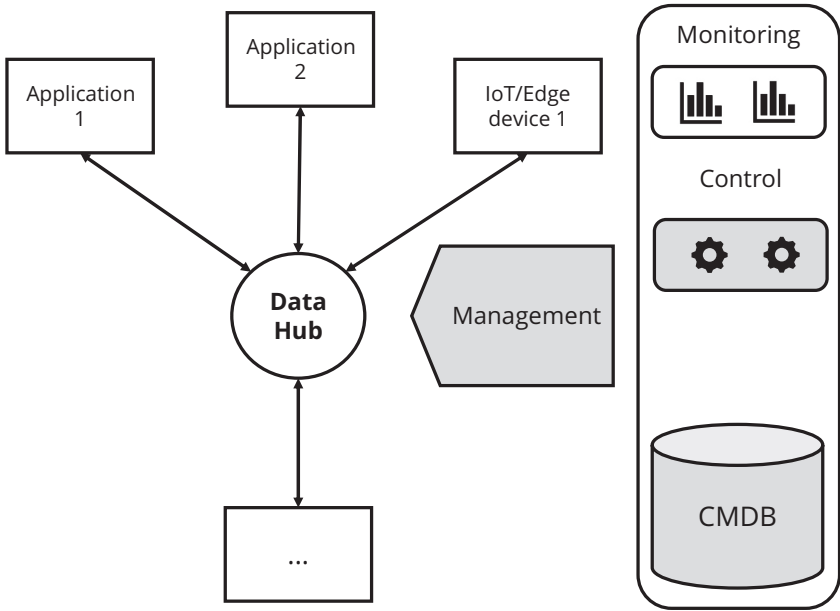 Application
1
Application
2
IoT/Edge
device 1
Data
Hub
...
Management
Monitoring
Control
CMDB